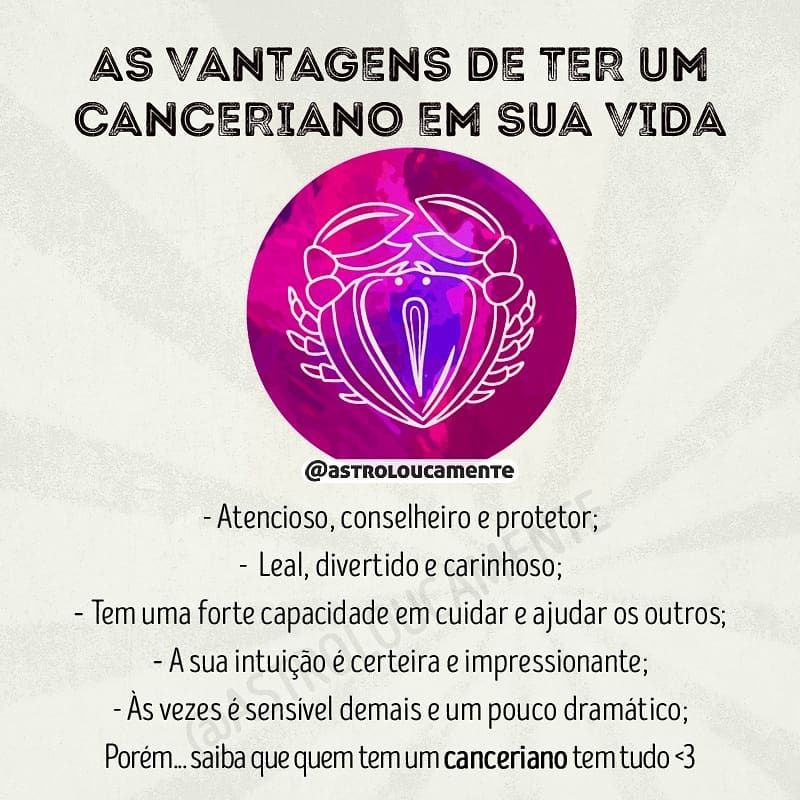 AS VANTAGENS DE TER UM
CANCERIANO EM SUA VIDA
@ASTROLOUCAMENTE
- Atencioso, conselheiro e protetor;
- Leal, divertido e carinhoso;
- Tem uma forte capacidade em cuidar e ajudar os outros;
- A sua intuição é certeira e impressionante;
- Às vezes é sensível demais e um pouco dramático;
Porém... saiba que quem tem um canceriano tem tudo <3
@ASTROLOUCAMENTE